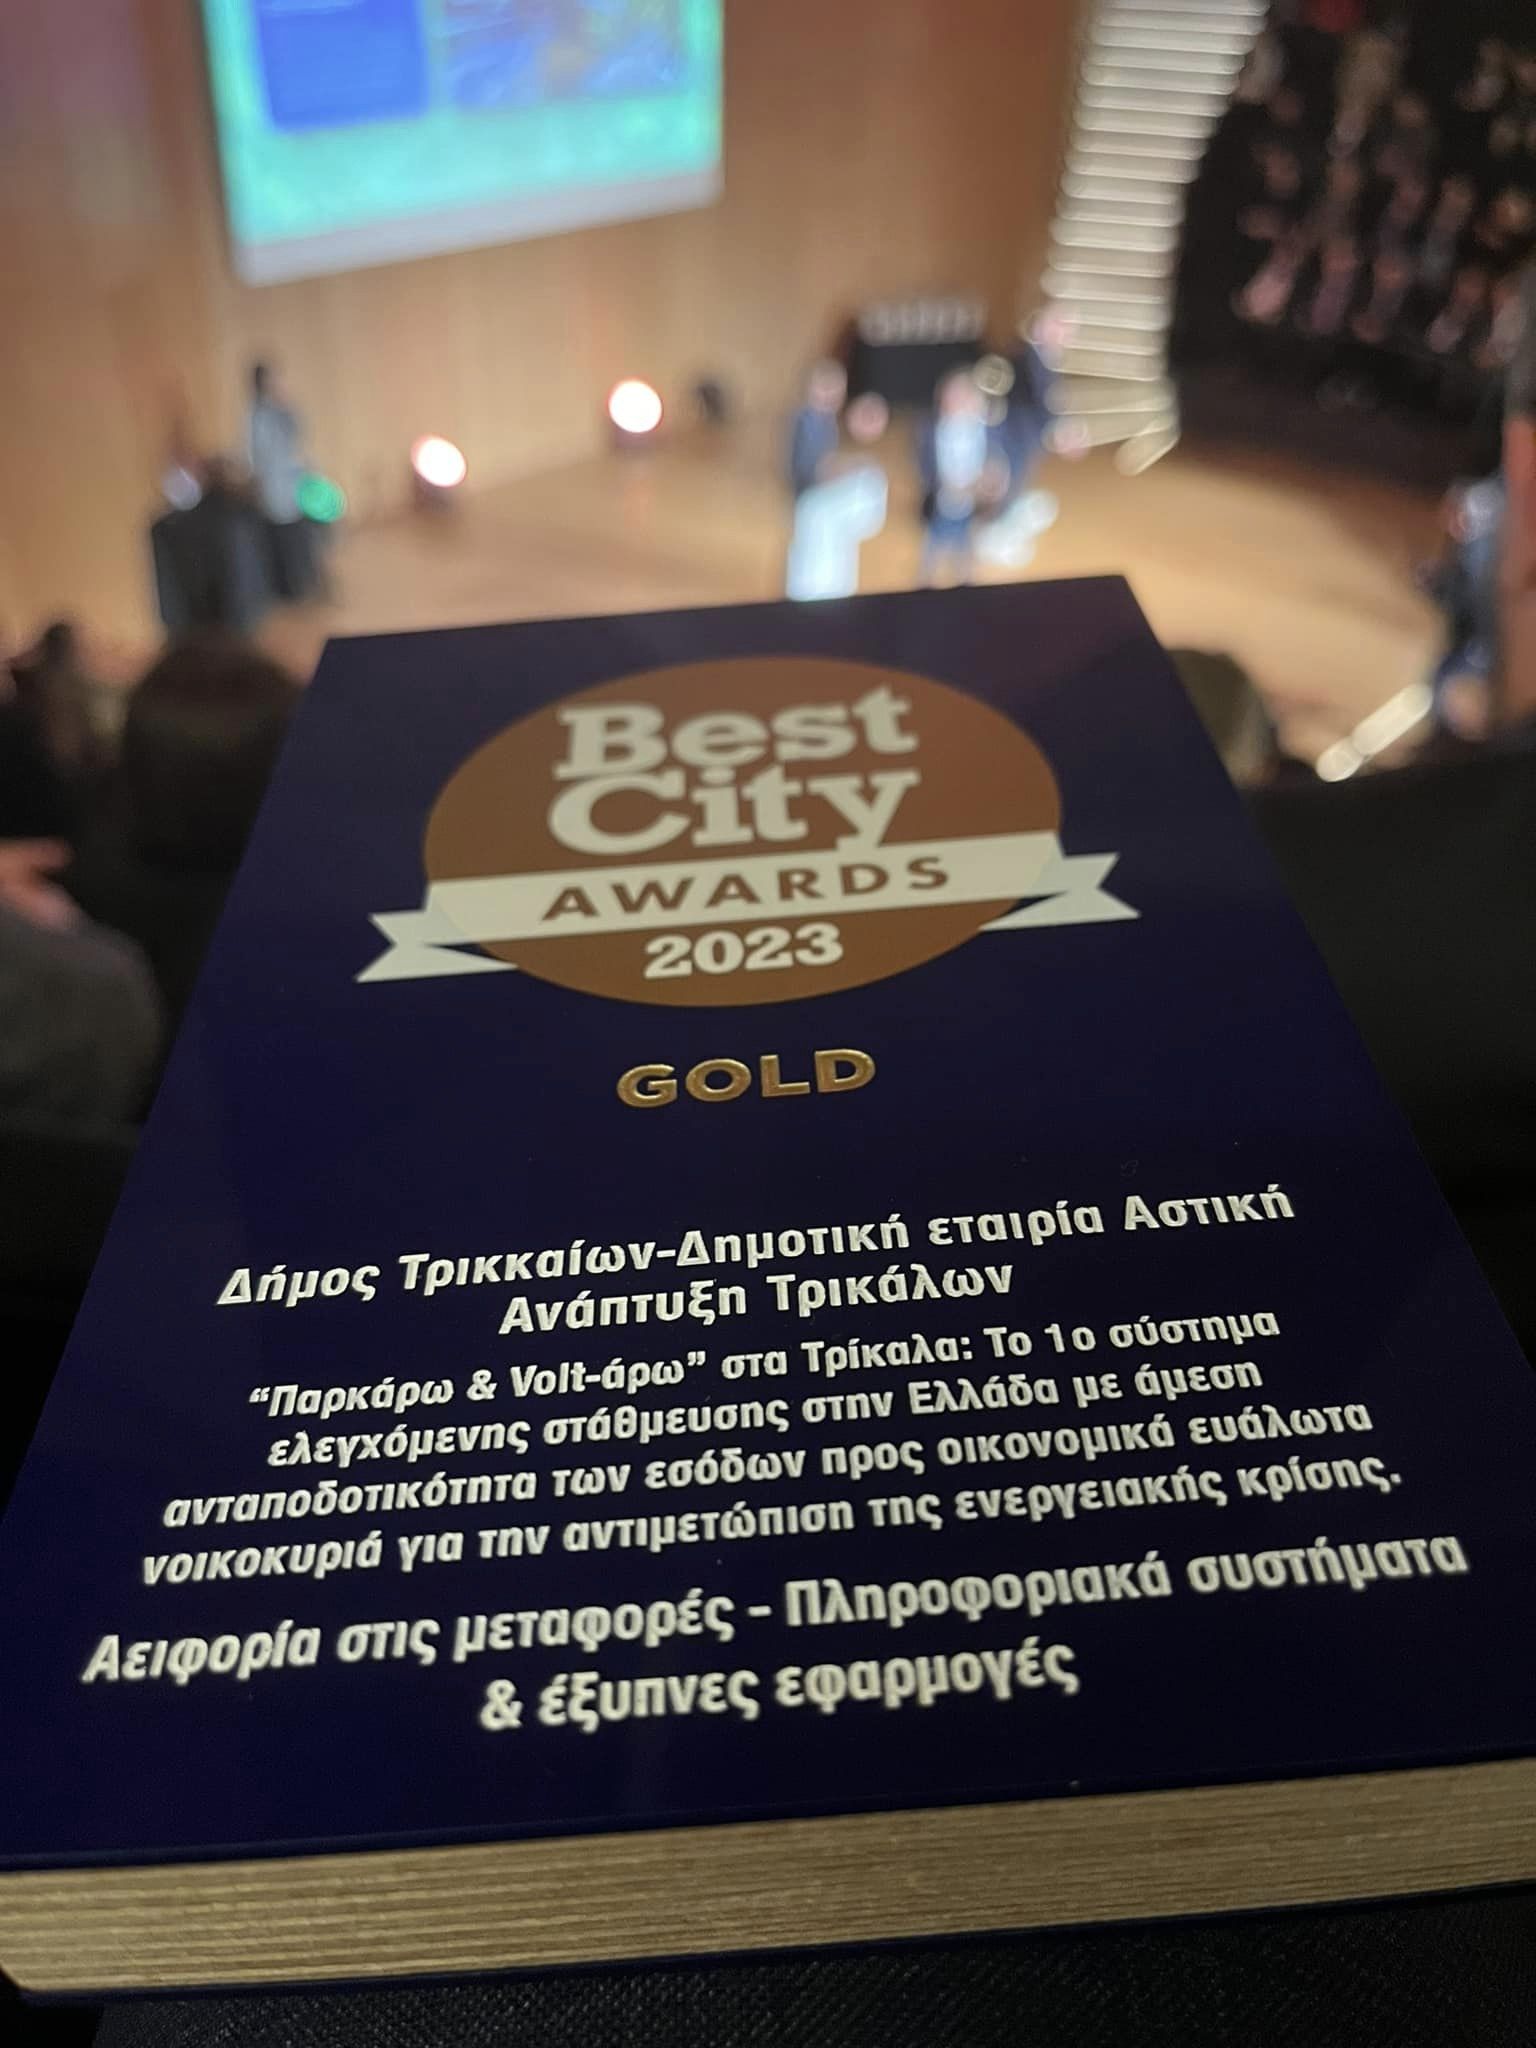 Best
City
AWARDS
2023
GOLD
Δήμος Τρικκαίων-Δημοτική εταιρία Αστική
Ανάπτυξη Τρικάλων
“Παρκάρω & Volt-άρω” στα Τρίκαλα: Το 1ο σύστημα
ελεγχόμενης στάθμευσης στην Ελλάδα με άμεση
ανταποδοτικότητα των εσόδων προς οικονομικά ευάλωτα
νοικοκυριά για την αντιμετώπιση της ενεργειακής κρίσης.
Αειφορία στις μεταφορές - Πληροφοριακά συστήματα
& έξυπνες εφαρμογές